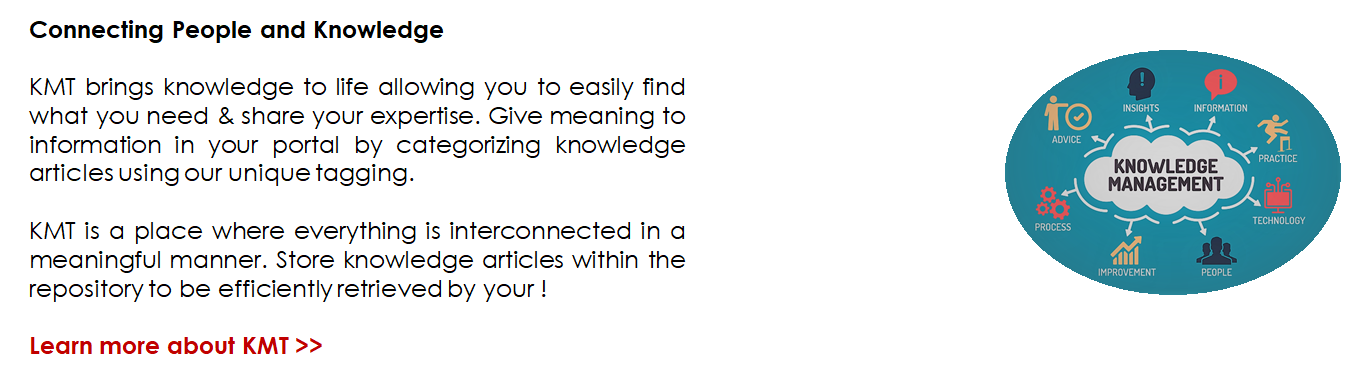 Connecting People and Knowledge
KMT brings knowledge to life allowing you to easily find
what you need & share your expertise. Give meaning to
information in your portal by categorizing knowledge
articles using our unique tagging.
KMT is a place where everything is interconnected in a
meaningful manner. Store knowledge articles within the
repository to be efficiently retrieved by your !
Learn more about KMT >>
INSIGHTS
INFORMATION
ADVICE
PRACTICE
KNOWLEDGE
MANAGEMENT
PROCESS
TECHNOLOGY
IMPROVEMENT
PEOPLE